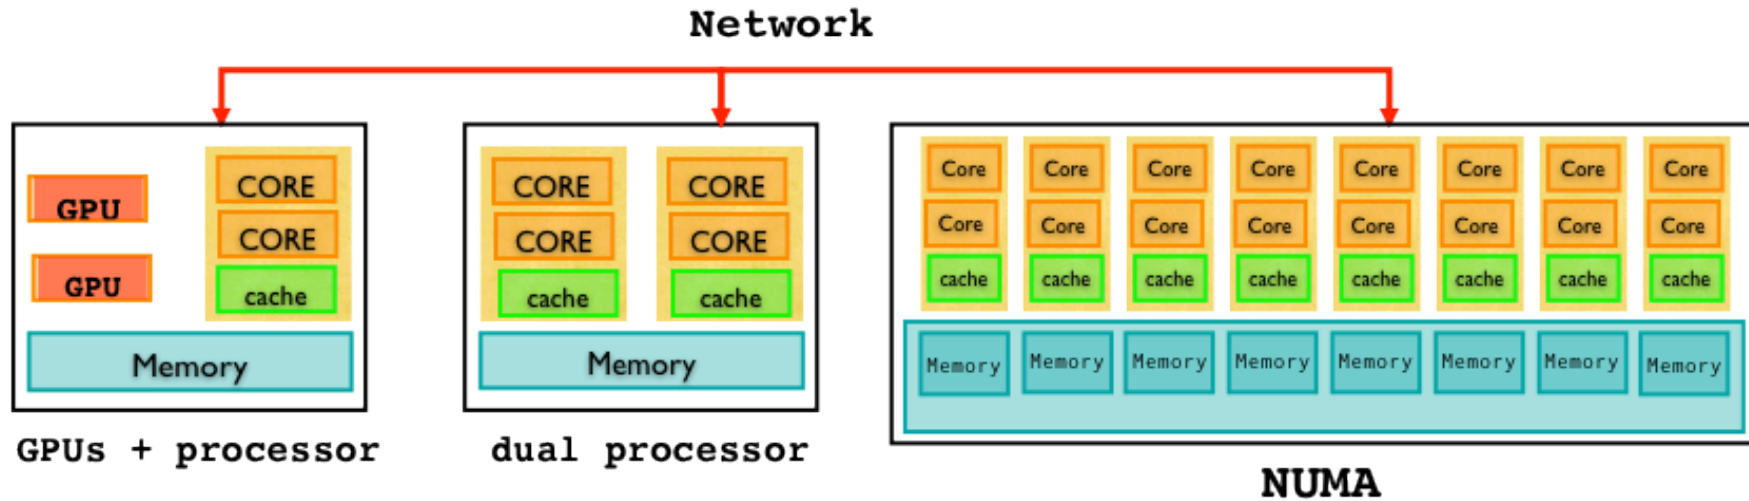 Network
GPU
GPU
CORE
CORE
cache
Memory
GPUs + processor
CORE
CORE
cache
CORE
CORE
cache
Memory
dual processor
Core Core Core Core Core Core Core Core
Core Core Core Core Core Core Core Core
cache cache cache cache cache cache cache cache
Memory Memory Memory Memory Memory Memory Memory Memory
NUMA